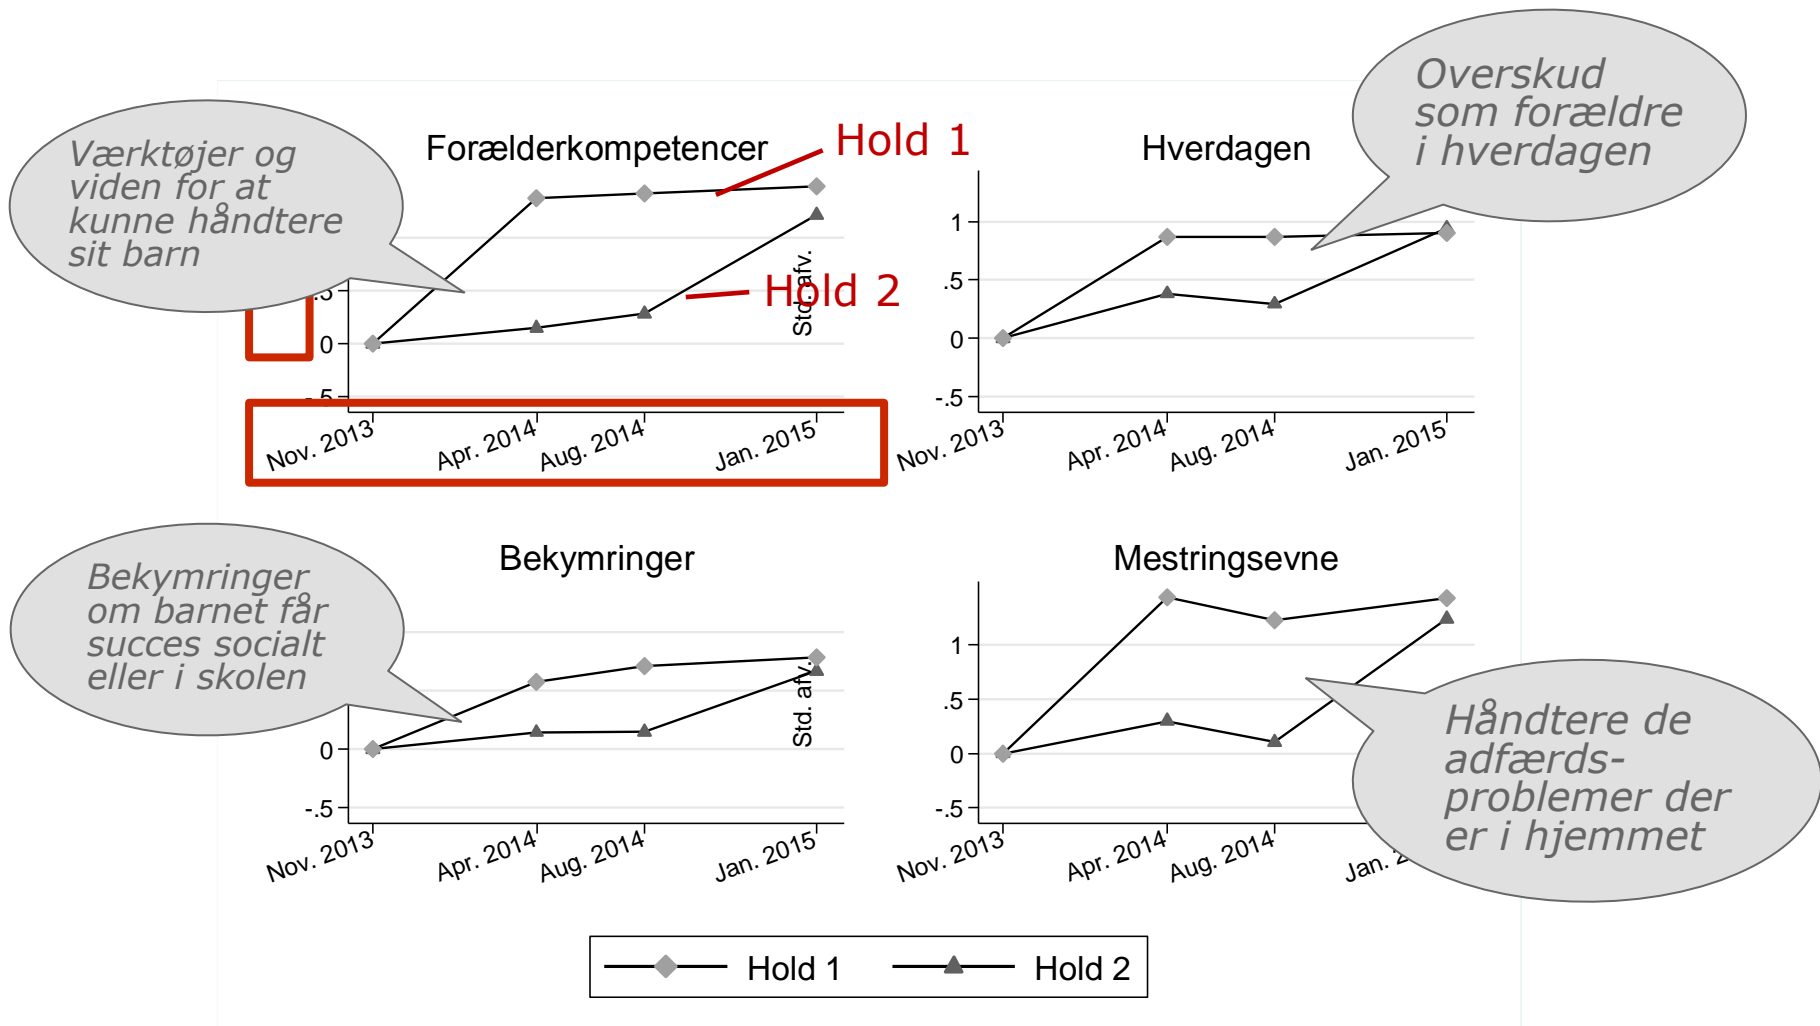 Værktøjer og
viden for at
kunne håndtere
sit barn
Forælderkompetencer
Hold 1
Hold 2
Std. afv.
.5
0
-.5
Nov. 2013
Apr. 2014
Aug. 2014
Jan. 2015
Overskud
som forældre
i hverdagen
Hverdagen
1
.5
0
-.5
Nov. 2013
Apr. 2014
Aug. 2014
Jan. 2015
Bekymringer
om barnet får
succes socialt
eller i skolen
Bekymringer
Std. afv.
0
-.5
Nov. 2013
Apr. 2014
Aug. 2014
Jan. 2015
Mestringsevne
1
.5
0
-.5
Nov. 2013
Apr. 2014
Aug. 2014
Jan.
Håndtere de
adfærds-
problemer der
er i hjemmet
Hold 1
Hold 2